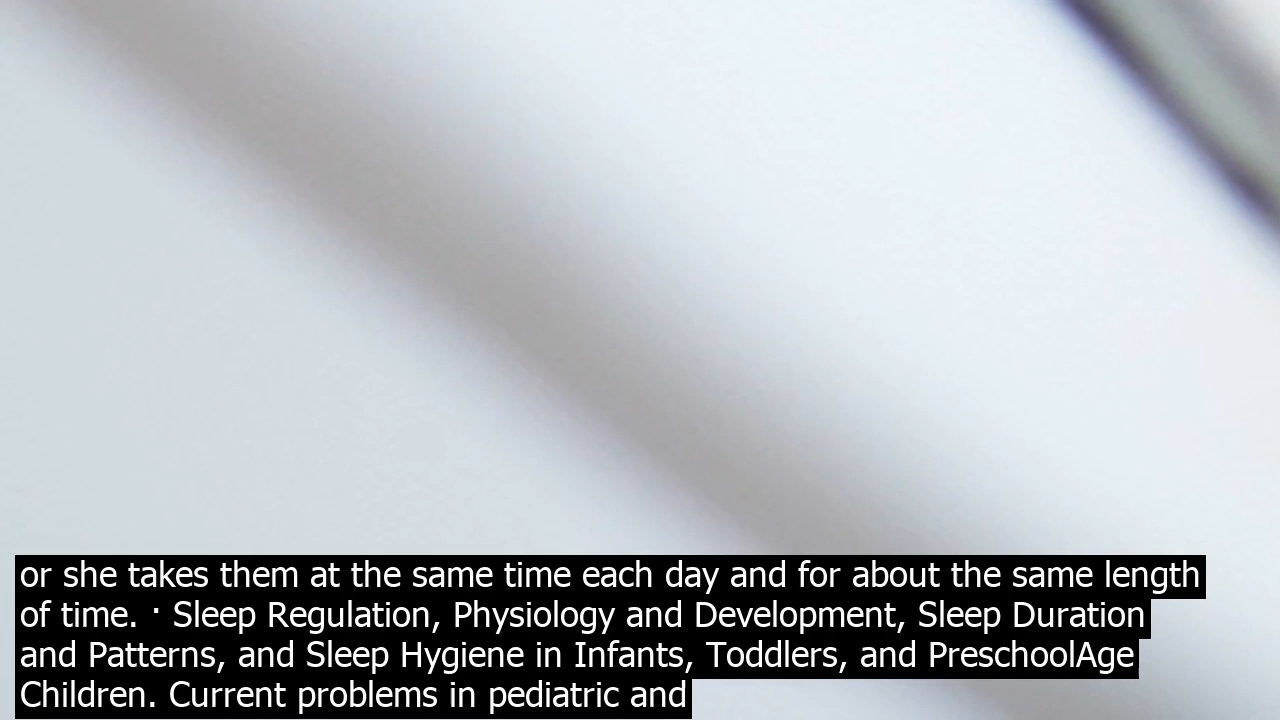 or she takes them at the same time each day and for about the same length
of time. · Sleep Regulation, Physiology and Development, Sleep Duration
and Patterns, and Sleep Hygiene in Infants, Toddlers, and PreschoolAge
Children. Current problems in pediatric and